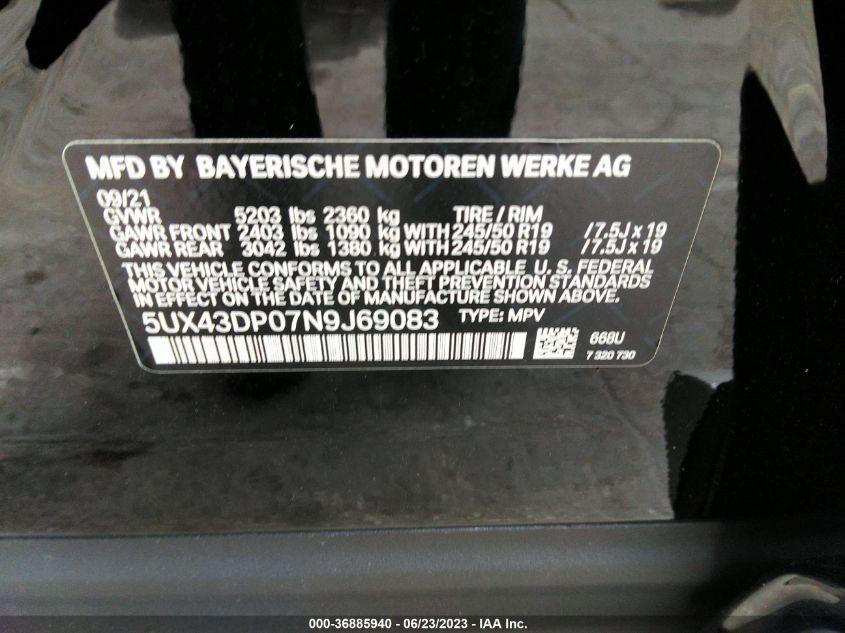 MFD BY BAYERISCHE MOTOREN WERKE AG
09/21
GVWR 5203 lbs 2360 kg TIRE / RIM
GAWR FRONT 2403 lbs 1090 kg WITH 245/50 R19 / 7.5J x 19
GAWR REAR 3042 lbs 1380 kg WITH 245/50 R19 / 7.5J x 19
THIS VEHICLE CONFORMS TO ALL APPLICABLE U. S. FEDERAL
MOTOR VEHICLE SAFETY AND THEFT PREVENTION STANDARDS
IN EFFECT ON THE DATE OF MANUFACTURE SHOWN ABOVE.
5UX43DP07N9J69083 TYPE: MPV
668U
7 320 730
000-36885940 - 06/23/2023 - IAA Inc.